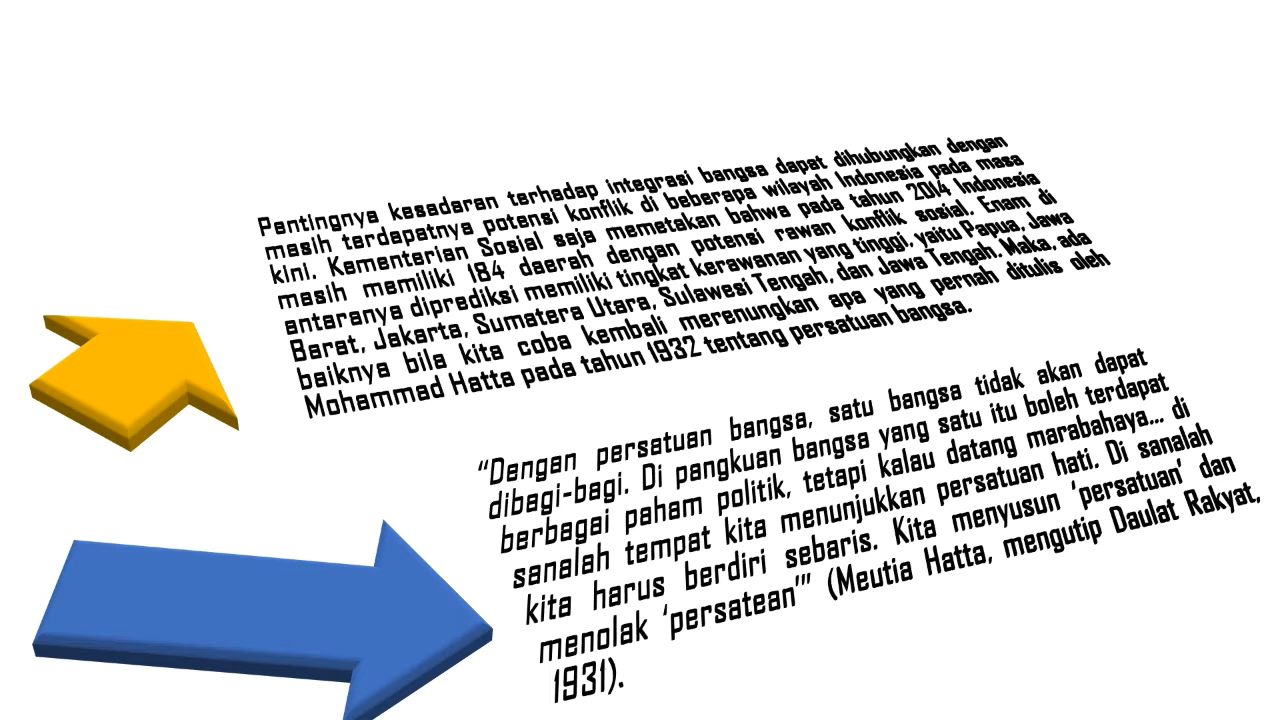 Pentingnya kesadaran terhadap integrasi bangsa dapat dihubungkan dengan
masih terdapatnya potensi konflik di beberapa wilayah Indonesia pada masa
kini. Kementerian Sosial saja memetakan bahwa pada tahun 2014 Indonesia
masih memiliki 184 daerah dengan potensi rawan konflik sosial. Enam di
antaranya diprediksi memiliki tingkat kerawanan yang tinggi, yaitu Papua, Jawa
Barat, Jakarta, Sumatera Utara, Sulawesi Tengah, dan Jawa Tengah. Maka, ada
baiknya bila kita coba kembali merenungkan apa yang pernah ditulis oleh
Mohammad Hatta pada tahun 1932 tentang persatuan bangsa.
“Dengan persatuan bangsa, satu bangsa tidak akan dapat
dibagi-bagi. Di pangkuan bangsa yang satu itu boleh terdapat
berbagai paham politik, tetapi kalau datang marabahaya… di
sanalah tempat kita menunjukkan persatuan hati. Di sanalah
kita harus berdiri sebaris. Kita menyusun ‘persatuan’ dan
menolak ‘persatean’” (Meutia Hatta, mengutip Daulat Rakyat,
1931).